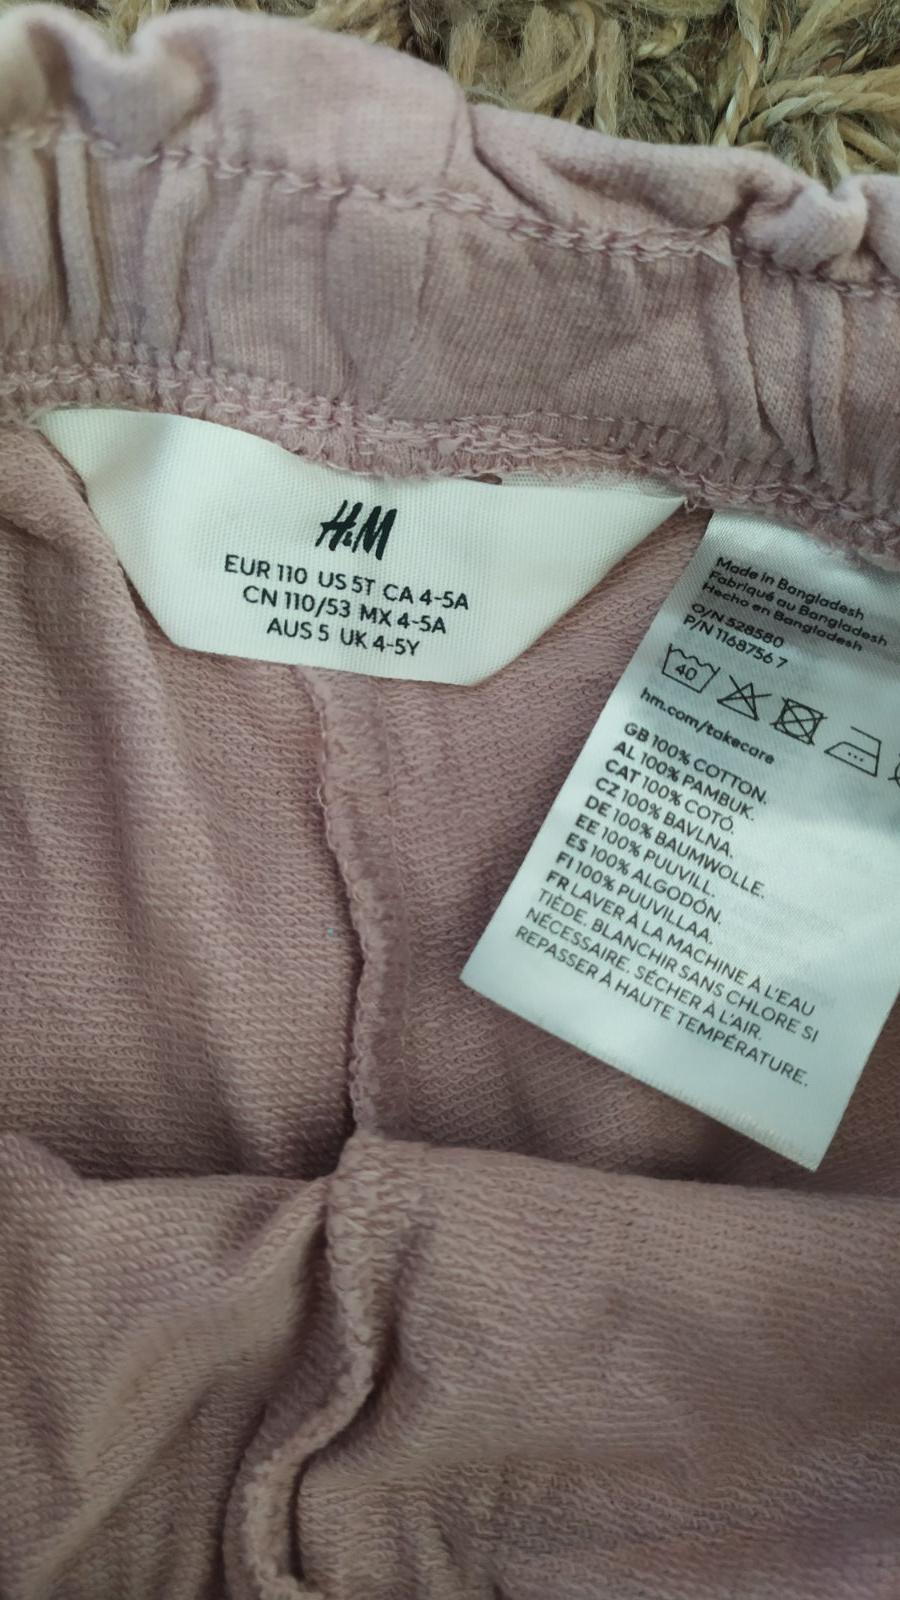 H&M
EUR 110 US 5T CA 4-5A
CN 110/53 MX 4-5A
AUS 5 UK 4-5Y
Made in Bangladesh
Fabriqué au Bangladesh
Hecho en Bangladesh
O/N 528580
P/N 1168756 7
40
hm.com/takecare
GB 100% COTTON.
AL 100% PAMBUK.
CAT 100% COTÓ.
CZ 100% BAVLNA.
DE 100% BAUMWOLLE.
EE 100% PUUVILL.
ES 100% ALGODÓN.
FI 100% PUUVILLAA.
FR LAVER À LA MACHINE À L'EAU
TIÈDE. BLANCHIR SANS CHLORE SI
NÉCESSAIRE. SÉCHER À L'AIR.
REPASSER À HAUTE TEMPÉRATURE.